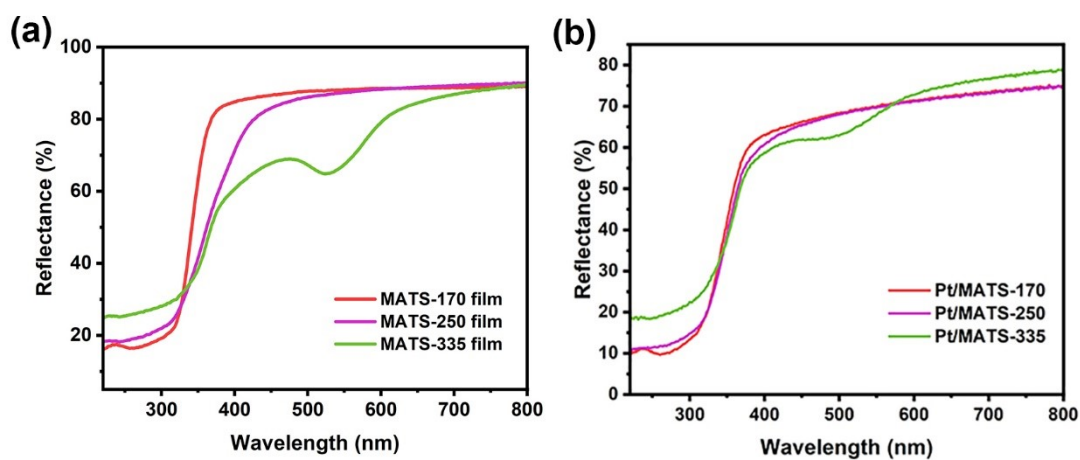 (a)
100
80
60
40
20
Reflectance (%)
MATS-170 film
MATS-250 film
MATS-335 film
300 400 500 600 700 800
Wavelength (nm)
(b)
80
70
60
50
40
30
20
10
0
Reflectance (%)
Pt/MATS-170
Pt/MATS-250
Pt/MATS-335
300 400 500 600 700 800
Wavelength (nm)